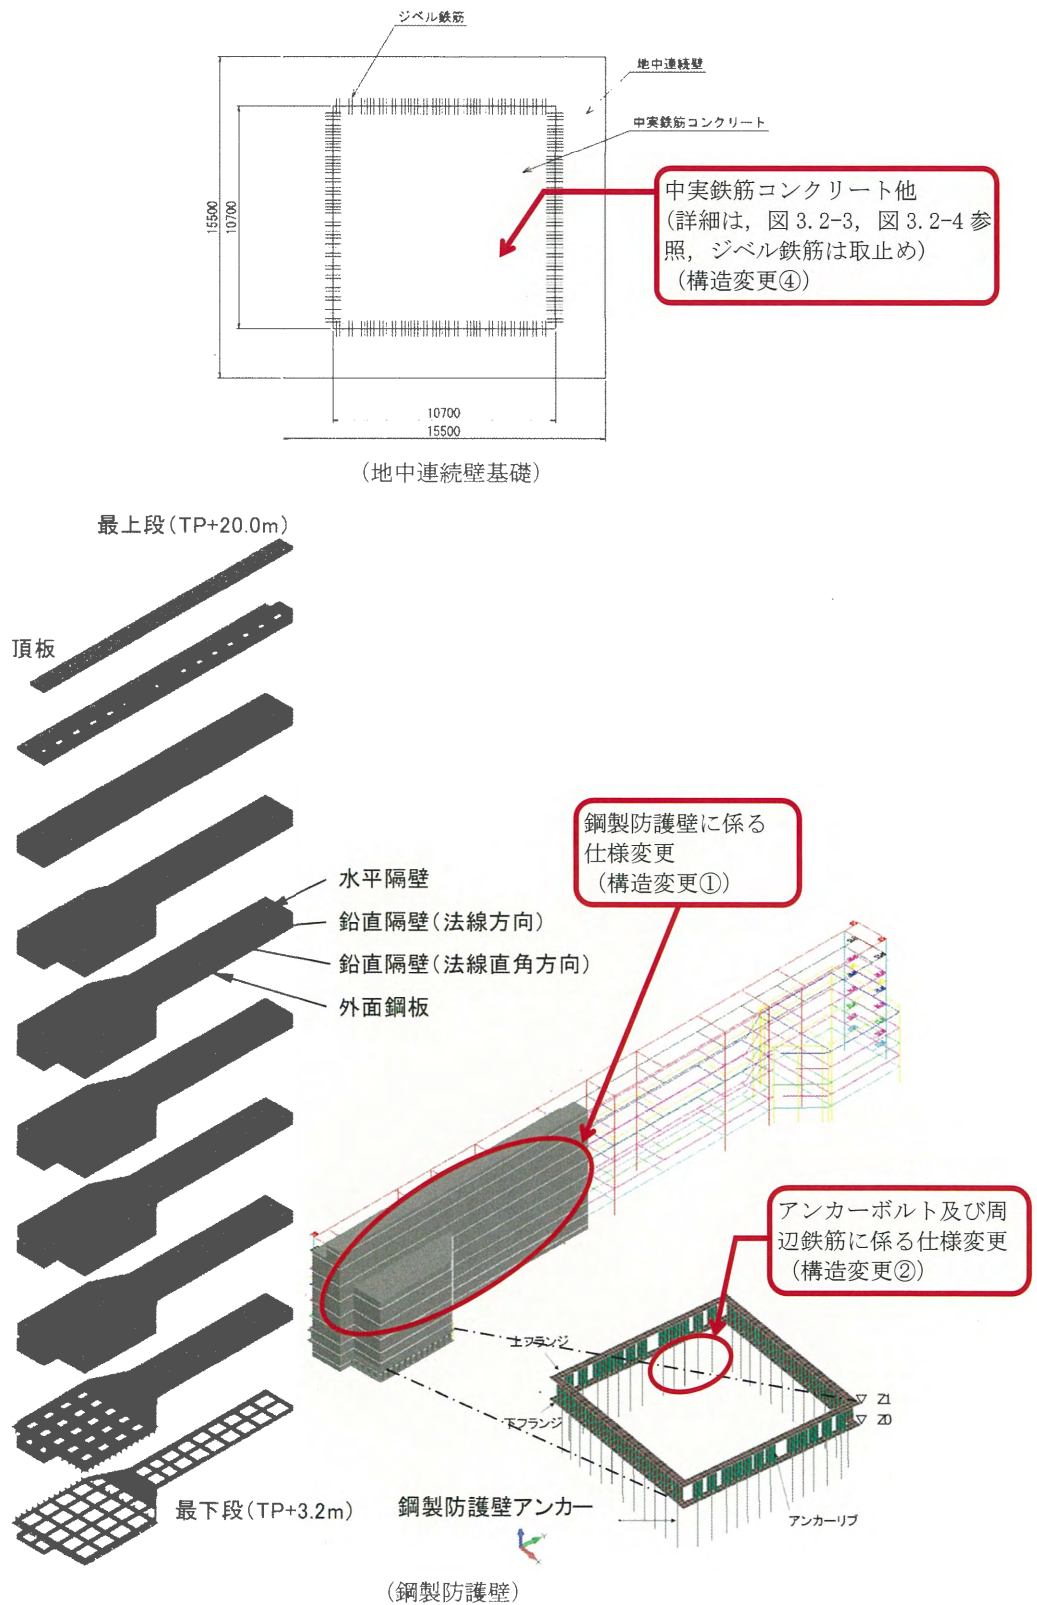 ジベル鉄筋
地中連続壁
中実鉄筋コンクリート
中実鉄筋コンクリート他
(詳細は，図 3.2-3，図 3.2-4 参
照，ジベル鉄筋は取止め)
（構造変更④）
15500
10700
10700
15500
（地中連続壁基礎）
最上段(TP+20.0m)
頂板
鋼製防護壁に係る
仕様変更
（構造変更①）
水平隔壁
鉛直隔壁(法線方向)
鉛直隔壁(法線直角方向)
外面鋼板
アンカーボルト及び周
辺鉄筋に係る仕様変更
（構造変更②）
上フランジ
下フランジ
Z1
Z0
最下段(TP+3.2m)
鋼製防護壁アンカー
アンカーリブ
Y
X
（鋼製防護壁）